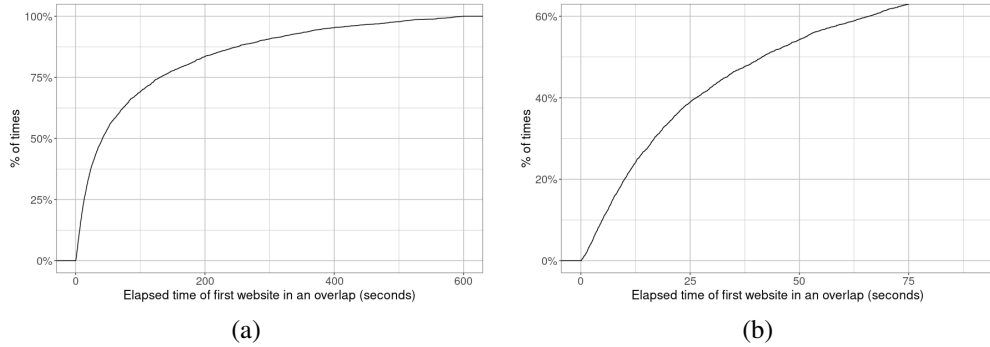 100%
75%
50%
25%
0%
% of times
0 200 400 600
Elapsed time of first website in an overlap (seconds)
(a)
60%
40%
20%
0%
% of times
0 25 50 75
Elapsed time of first website in an overlap (seconds)
(b)